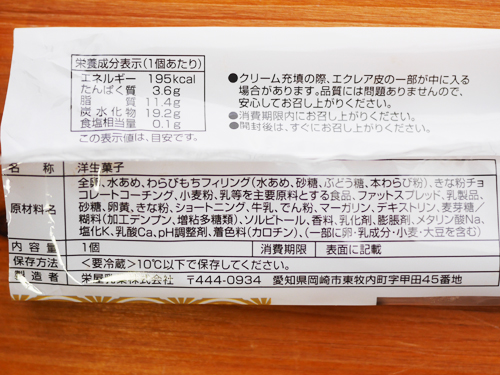 栄養成分表示(1個あたり)
エネルギー 195kcal
たんぱく質 3.6g
脂質 11.4g
炭水化物 19.2g
食塩相当量 0.1g
この表示値は、目安です。
●クリーム充填の際、エクレア皮の一部が中に入る
場合があります。品質には問題ありませんので、
安心してお召し上がりください。
●消費期限内にお召し上がりください。
●開封後は、すぐにお召し上がりください。
名称 洋生菓子
原材料名 全卵、水あめ、わらびもちフィリング(水あめ、砂糖、ぶどう糖、本わらび粉)、きな粉チョ
コレートコーチング、小麦粉、乳等を主要原料とする食品、ファットスプレッド、乳製品、
砂糖、卵黄、きな粉、ショートニング、牛乳、でん粉、マーガリン、デキストリン、麦芽糖/
糊料(加工デンプン、増粘多糖類)、ソルビトール、香料、乳化剤、膨脹剤、メタリン酸Na、
塩化K、乳酸Ca、pH調整剤、着色料(カロチン)、(一部に卵・乳成分・小麦・大豆を含む)
内容量 1個 消費期限 表面に記載
保存方法 <要冷蔵>10℃以下で保存してください。
製造者 栄屋乳業株式会社 〒444-0934 愛知県岡崎市東牧内町字甲田45番地